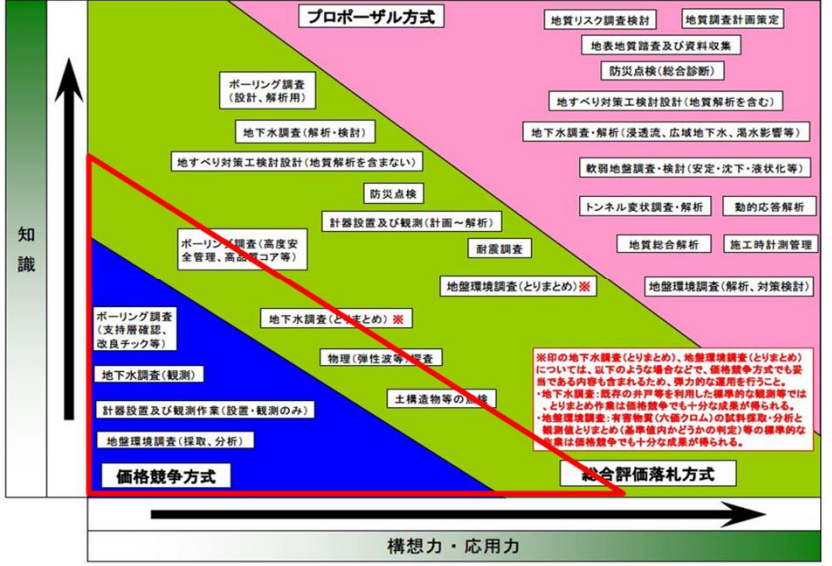 プロポーザル方式
地質リスク調査検討
地質調査計画策定
地表地質踏査及び資料収集
防災点検(総合診断)
地すべり対策工検討設計(地質解析を含む)
地下水調査・解析(浸透流、広域地下水、渇水影響等)
軟弱地盤調査・検討(安定・沈下・液状化等)
トンネル変状調査・解析
動的応答解析
地質総合解析
施工時計測管理
地盤環境調査(解析、対策検討)
ボーリング調査
(設計、解析用)
地下水調査(解析・検討)
地すべり対策工検討設計(地質解析を含まない)
防災点検
計器設置及び観測(計画~解析)
ボーリング調査(高度安
全管理、高品質コア等)
耐震調査
地盤環境調査(とりまとめ)※
地下水調査(とりまとめ)※
物理(弾性波等)探査
土構造物等の点検
ボーリング調査
(支持層確認、
改良チック等)
地下水調査(観測)
計器設置及び観測作業(設置・観測のみ)
地盤環境調査(採取、分析)
価格競争方式
総合評価落札方式
※印の地下水調査(とりまとめ)、地盤環境調査(とりまとめ)
については、以下のような場合などで、価格競争方式でも妥
当である内容も含まれるため、弾力的な運用を行うこと。
・地下水調査:既存の井戸等を利用した標準的な観測等では
、とりまとめ作業は価格競争でも十分な成果が得られる。
・地盤環境調査:有害物質(六価クロム)の試料採取・分析と
観測値とりまとめ(基準値内かどうかの判定)等の標準的な
作業は価格競争でも十分な成果が得られる。
知
識
構想力・応用力